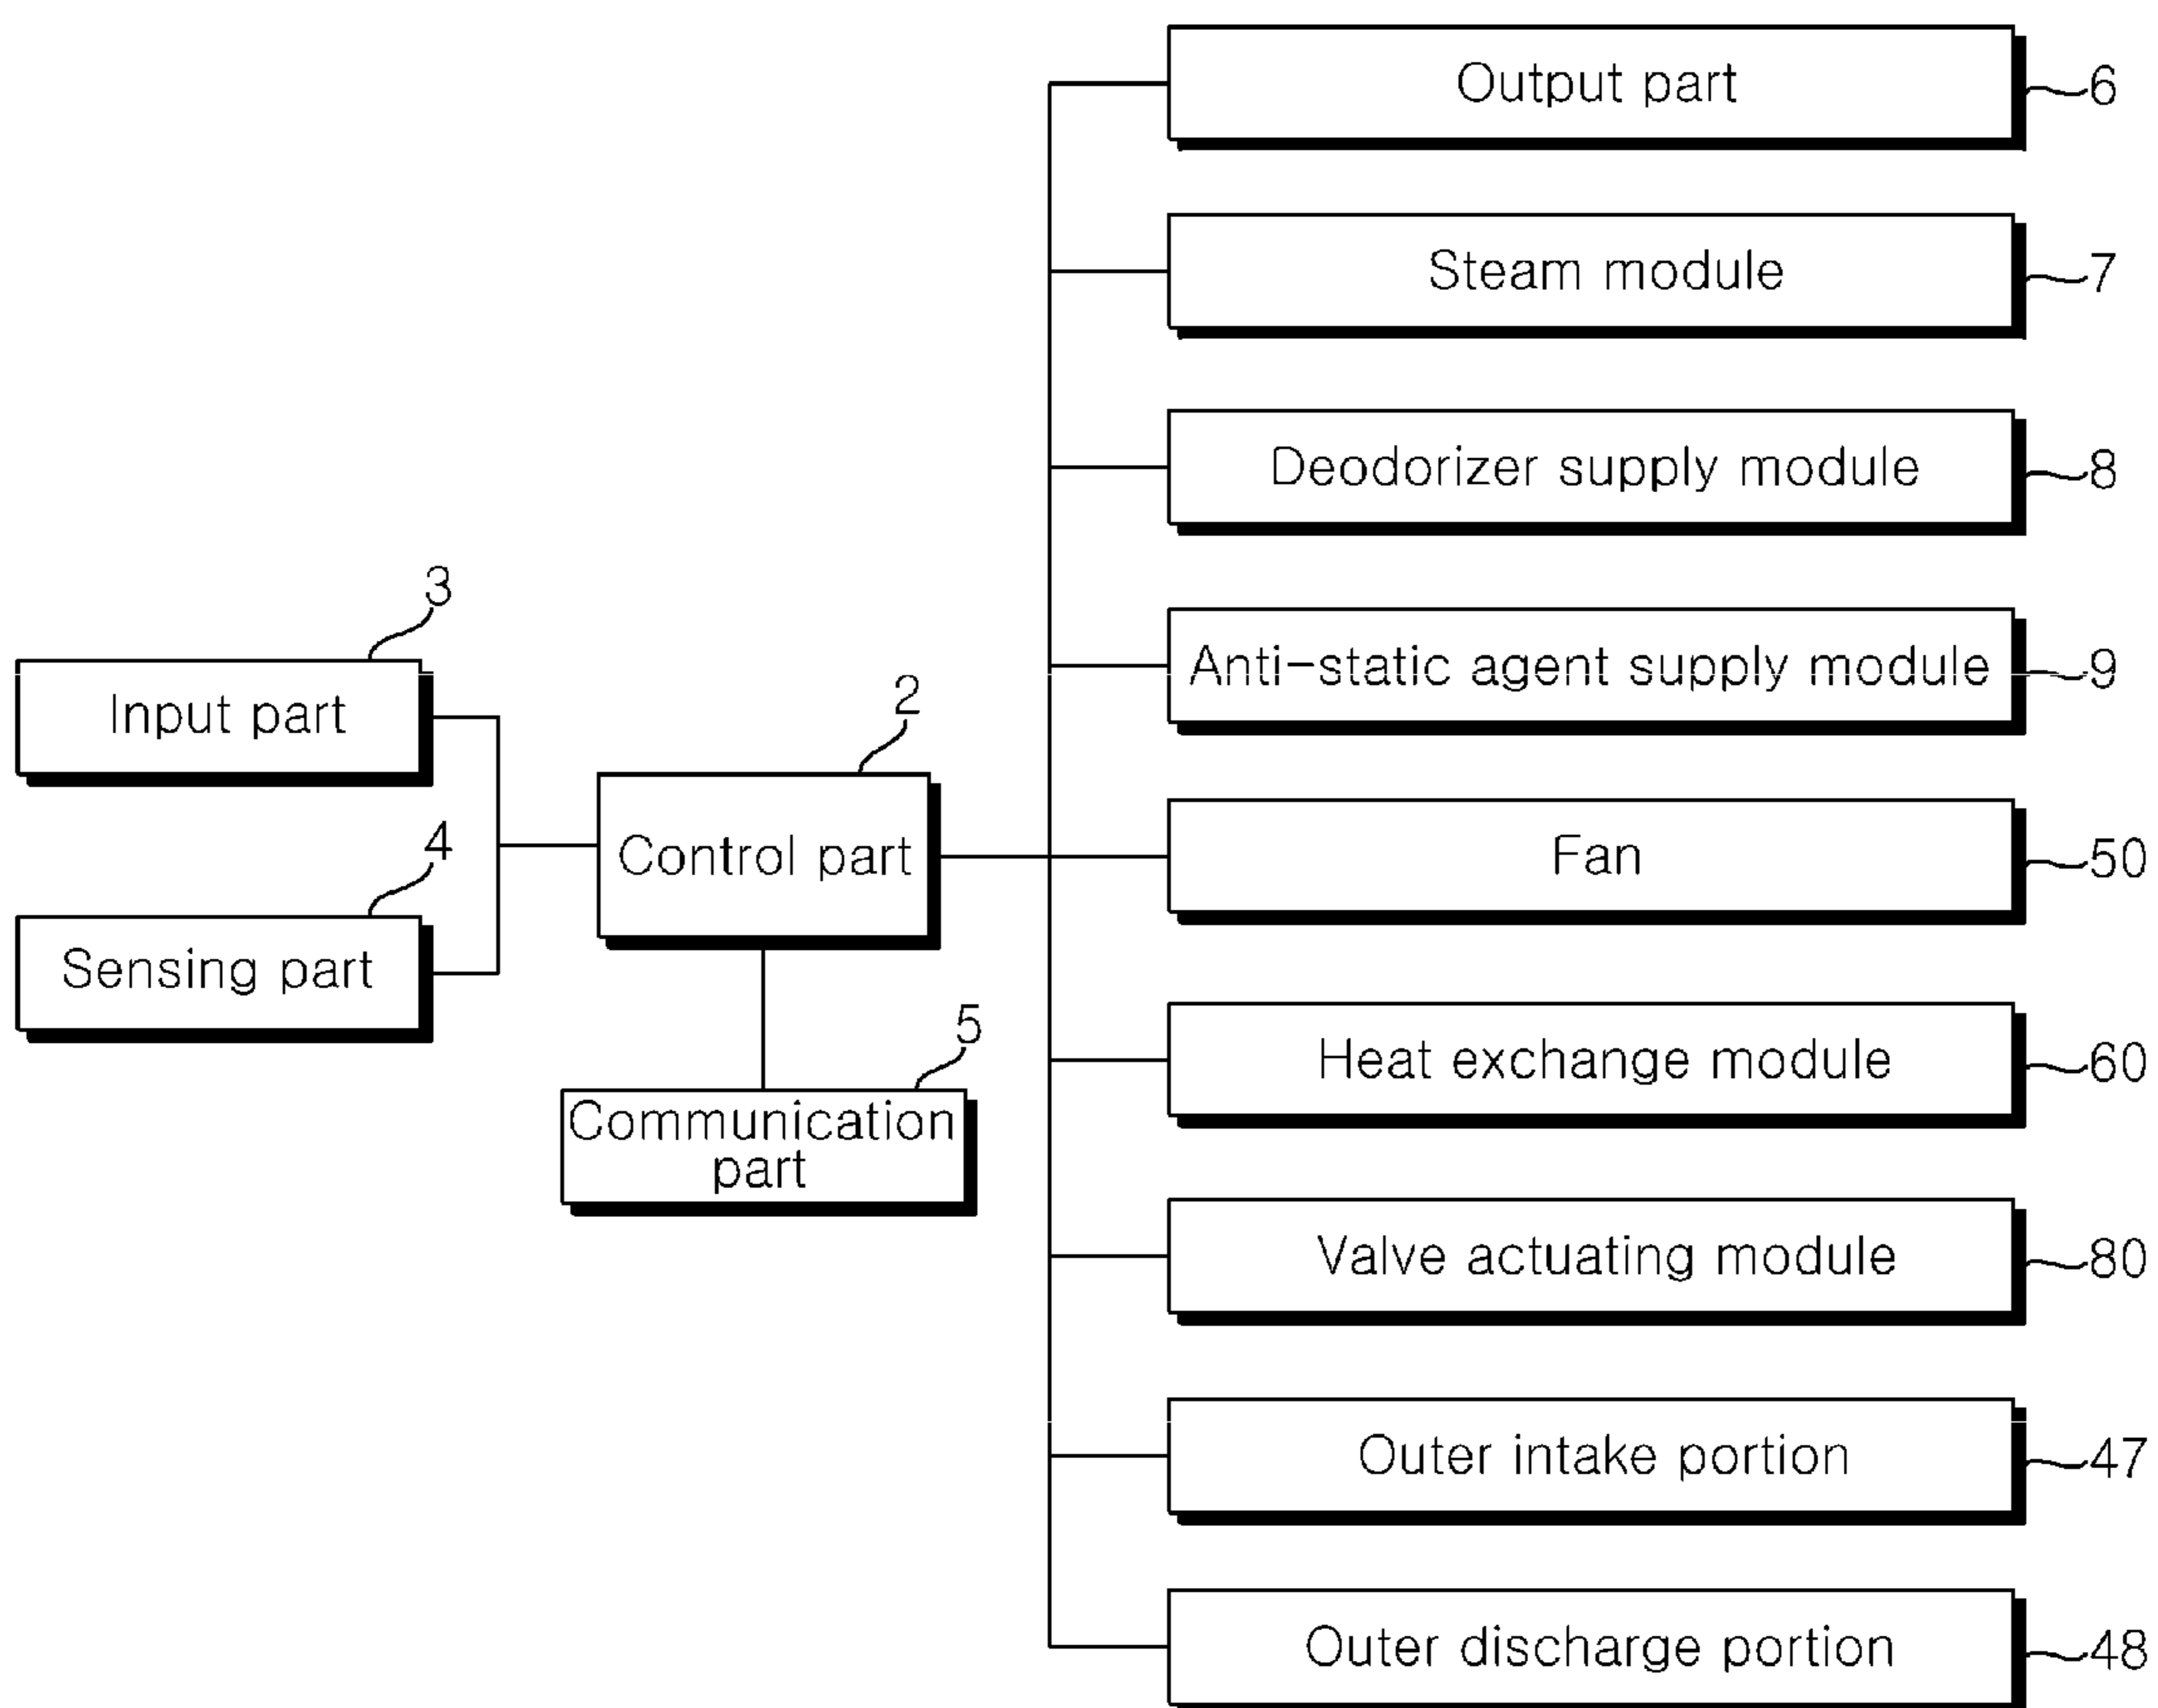 Output part
6
Steam module
7
Deodorizer supply module
8
3
Anti-static agent supply module
9
Input part
2
Control part
Fan
50
4
Sensing part
5
Communication
part
Heat exchange module
60
Valve actuating module
80
Outer intake portion
47
Outer discharge portion
48